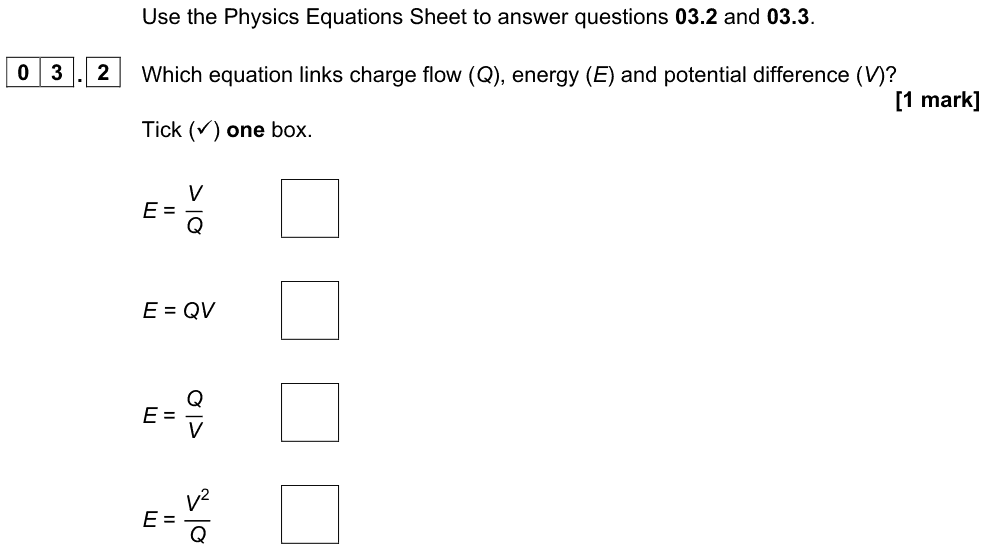 Use the Physics Equations Sheet to answer questions 03.2 and 03.3.
0 3 . 2 Which equation links charge flow (Q), energy (E) and potential difference (V)?
[1 mark]
Tick (✓) one box.
E = V/Q
E = QV
E = Q/V
E = V²/Q